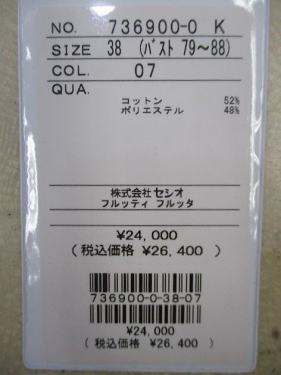 NO. 736900-0 K
SIZE 38 (ﾊﾞｽﾄ 79～88)
COL. 07
QUA.
コットン 52%
ポリエステル 48%
株式会社セシオ
フルッティ フルッタ
¥24,000
( 税込価格 ¥26,400 )
736900-0-38-07
¥24,000
( 税込価格 ¥26,400 )